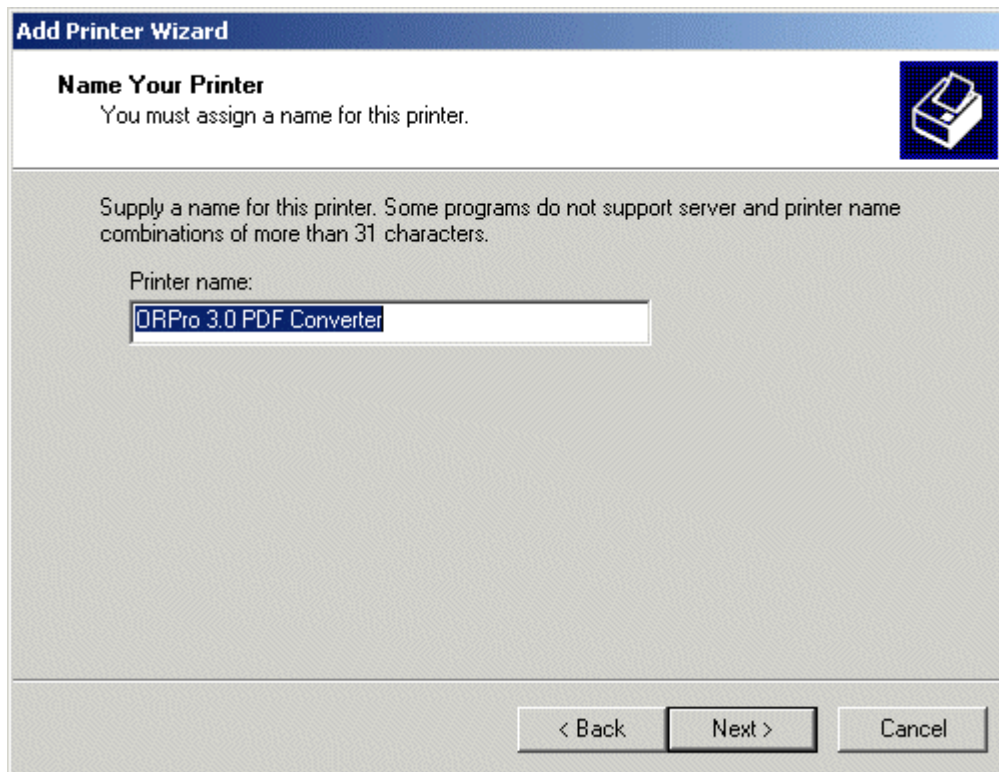 Add Printer Wizard
Name Your Printer
You must assign a name for this printer.
Supply a name for this printer. Some programs do not support server and printer name
combinations of more than 31 characters.
Printer name:
ORPro 3.0 PDF Converter
< Back
Next >
Cancel